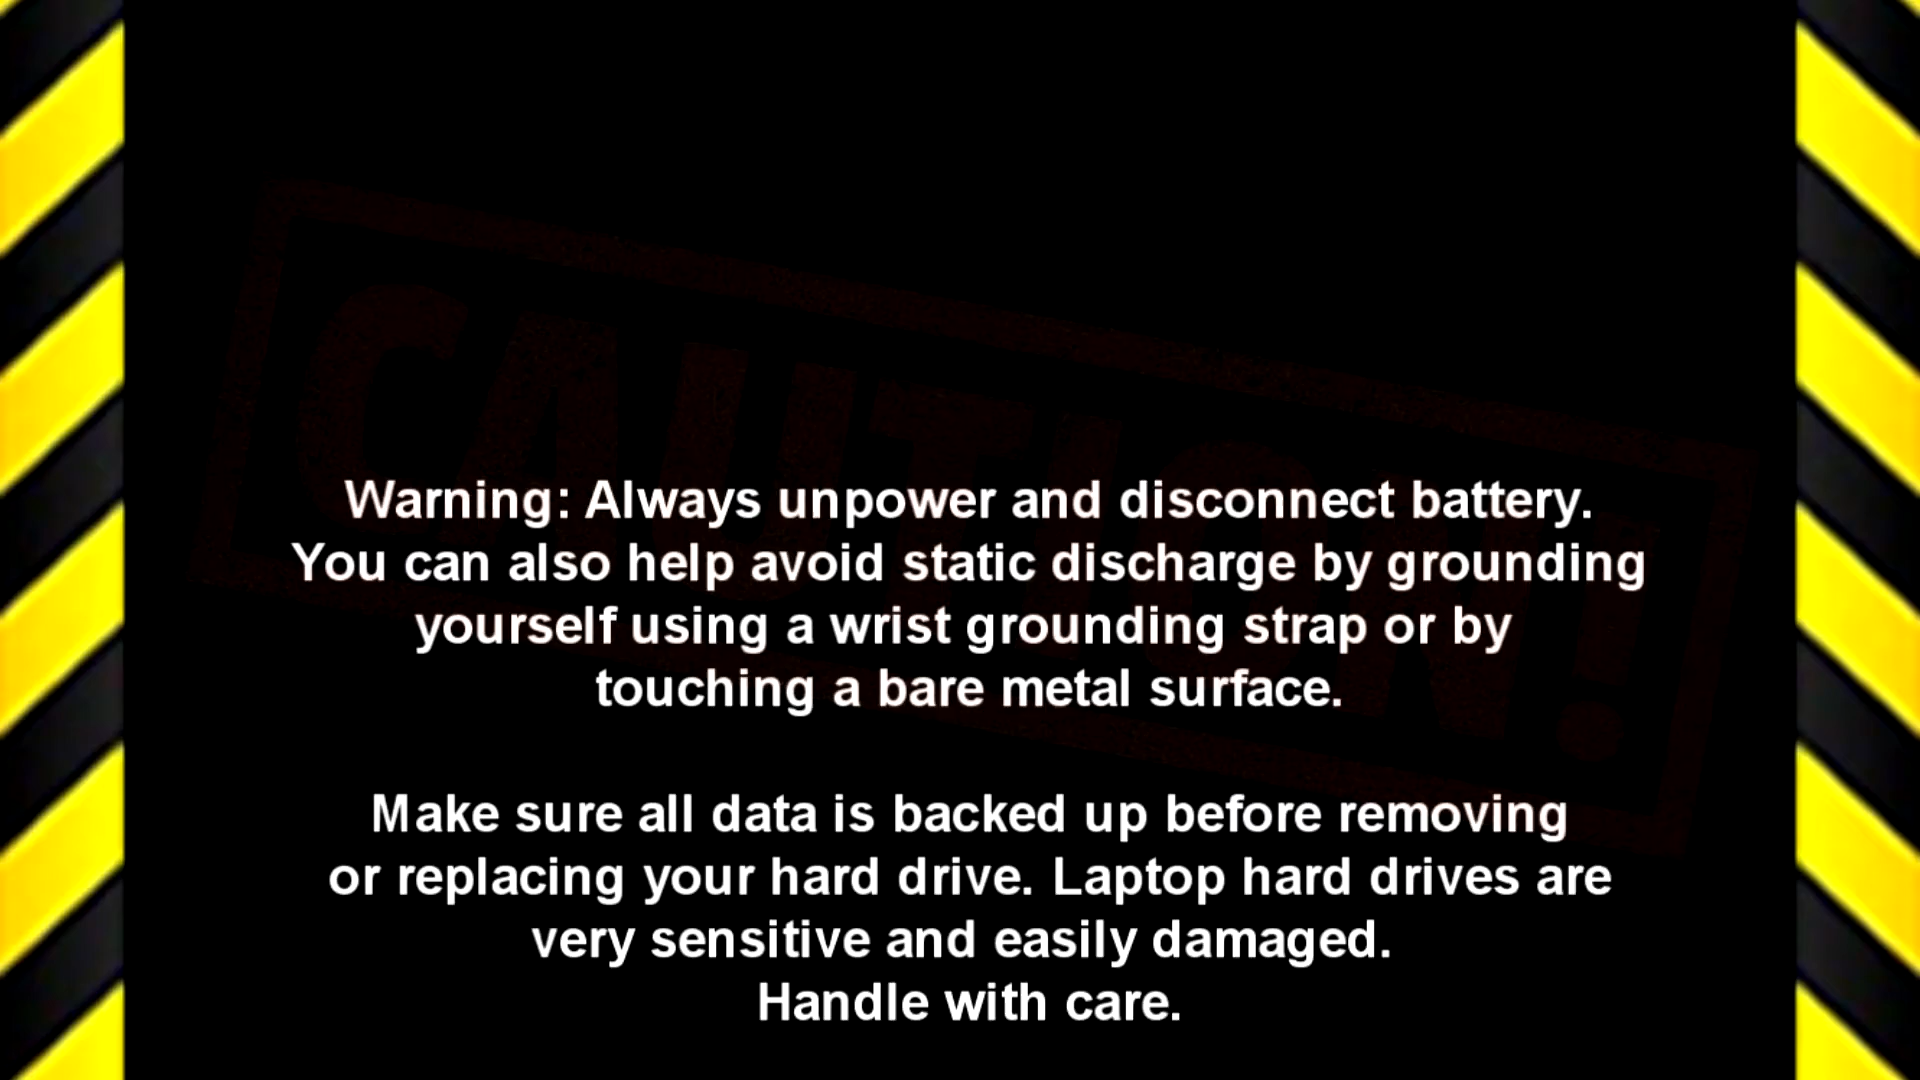 CAUTION!
Warning: Always unpower and disconnect battery.
You can also help avoid static discharge by grounding
yourself using a wrist grounding strap or by
touching a bare metal surface.
Make sure all data is backed up before removing
or replacing your hard drive. Laptop hard drives are
very sensitive and easily damaged.
Handle with care.